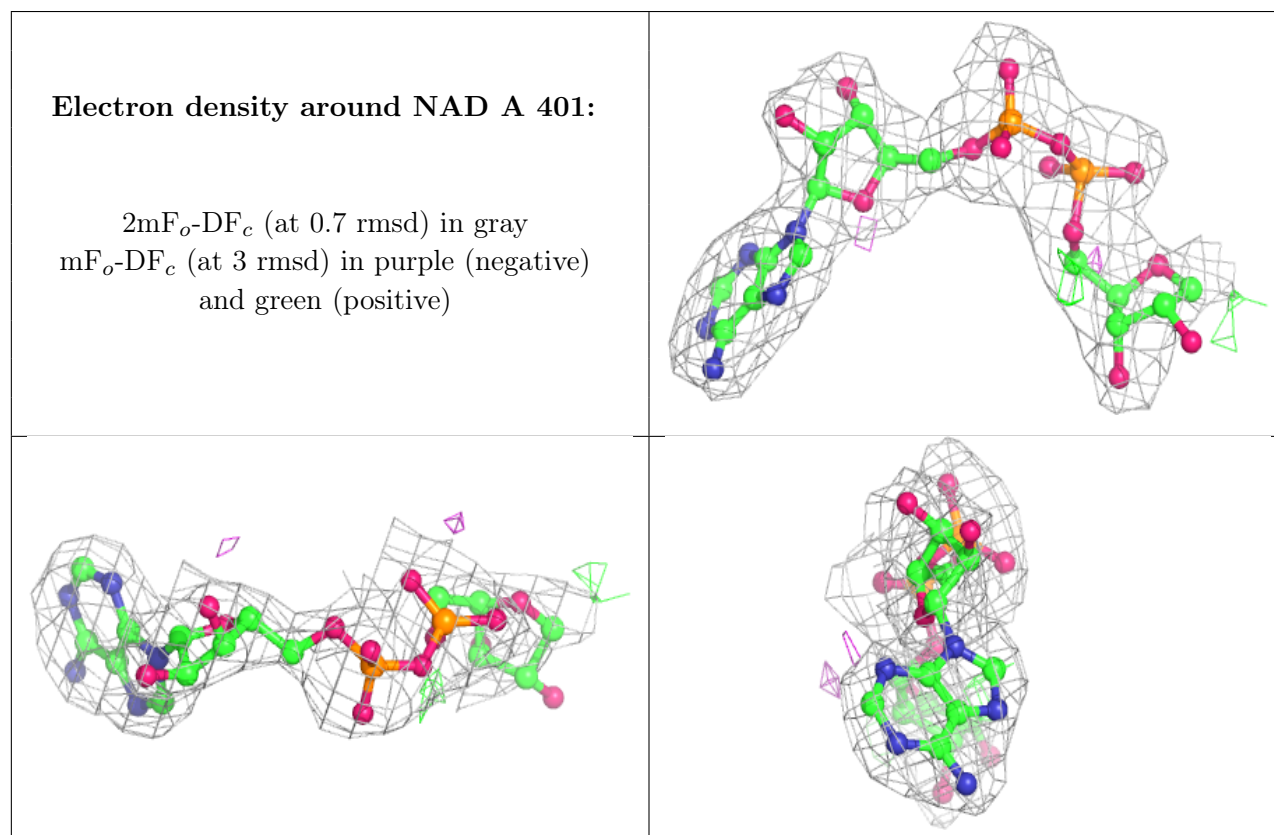 Electron density around NAD A 401:
2mFo-DFc (at 0.7 rmsd) in gray
mFo-DFc (at 3 rmsd) in purple (negative)
and green (positive)